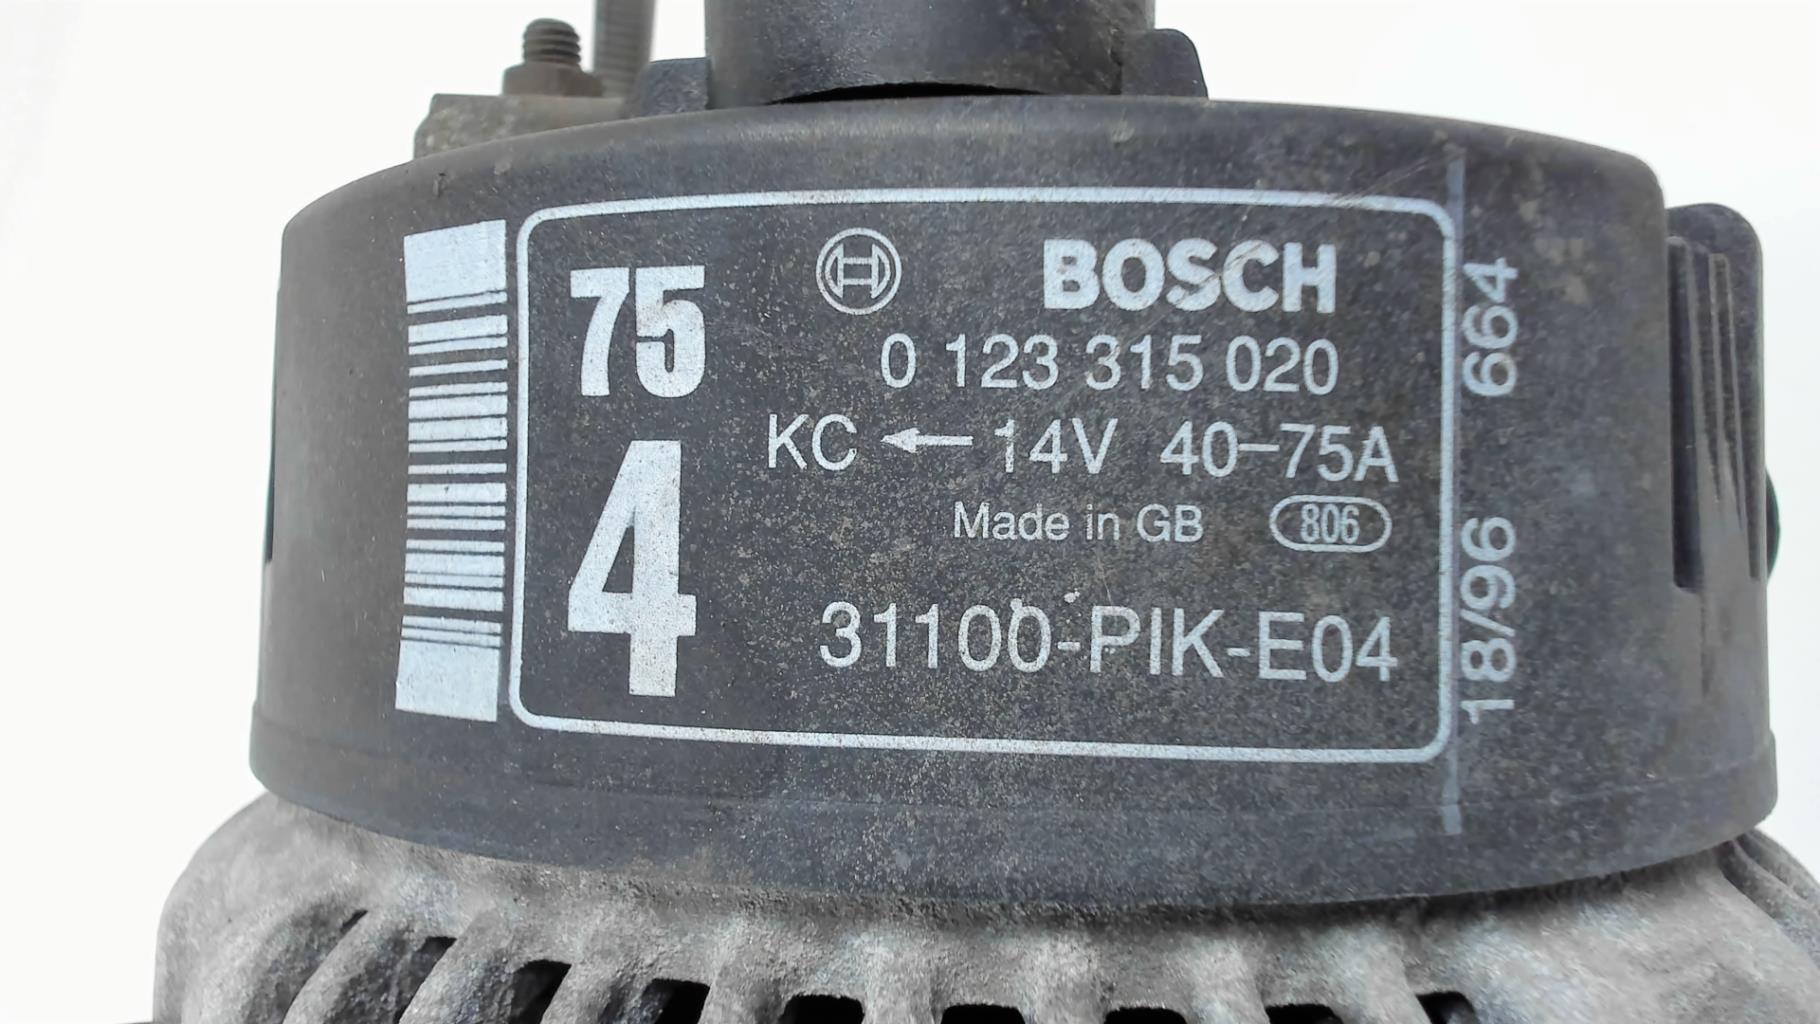 75
4
BOSCH
0 123 315 020
KC ← 14V 40-75A
Made in GB 806
31100-PIK-E04
18/96 664